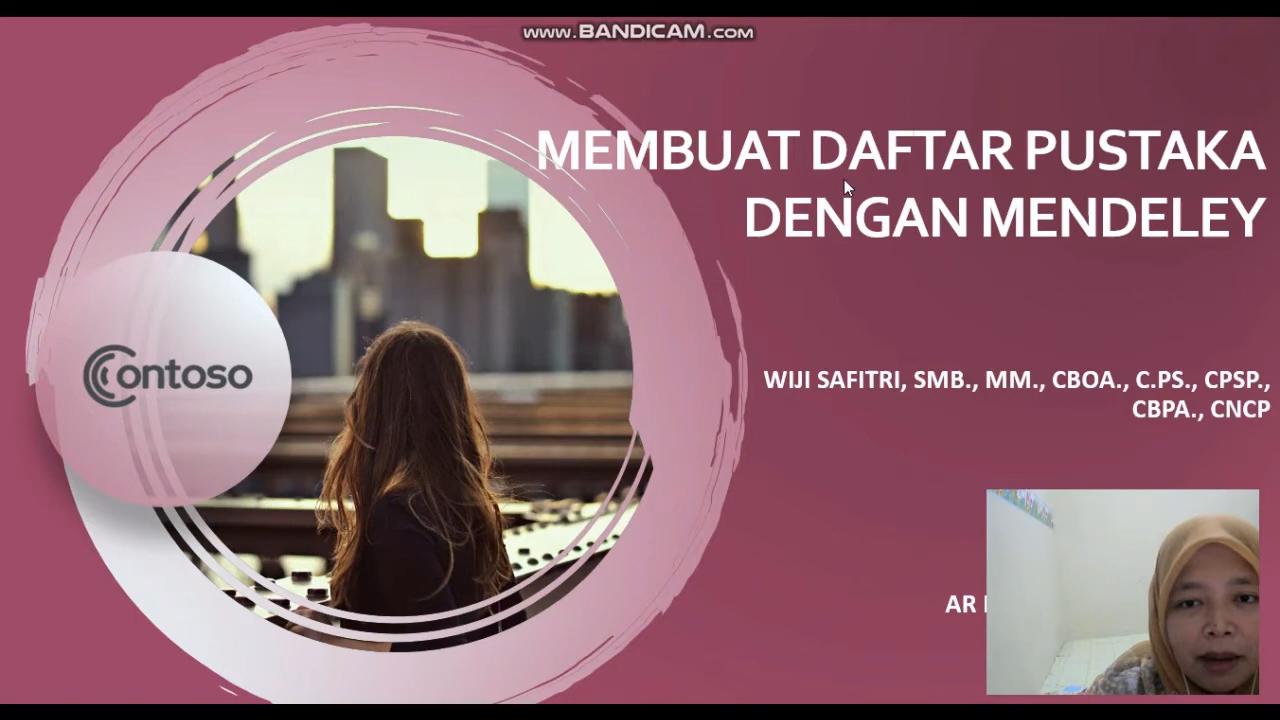 www.BANDICAM.com
MEMBUAT DAFTAR PUSTAKA
DENGAN MENDELEY
Contoso
WIJI SAFITRI, SMB., MM., CBOA., C.PS., CPSP.,
CBPA., CNCP
AR